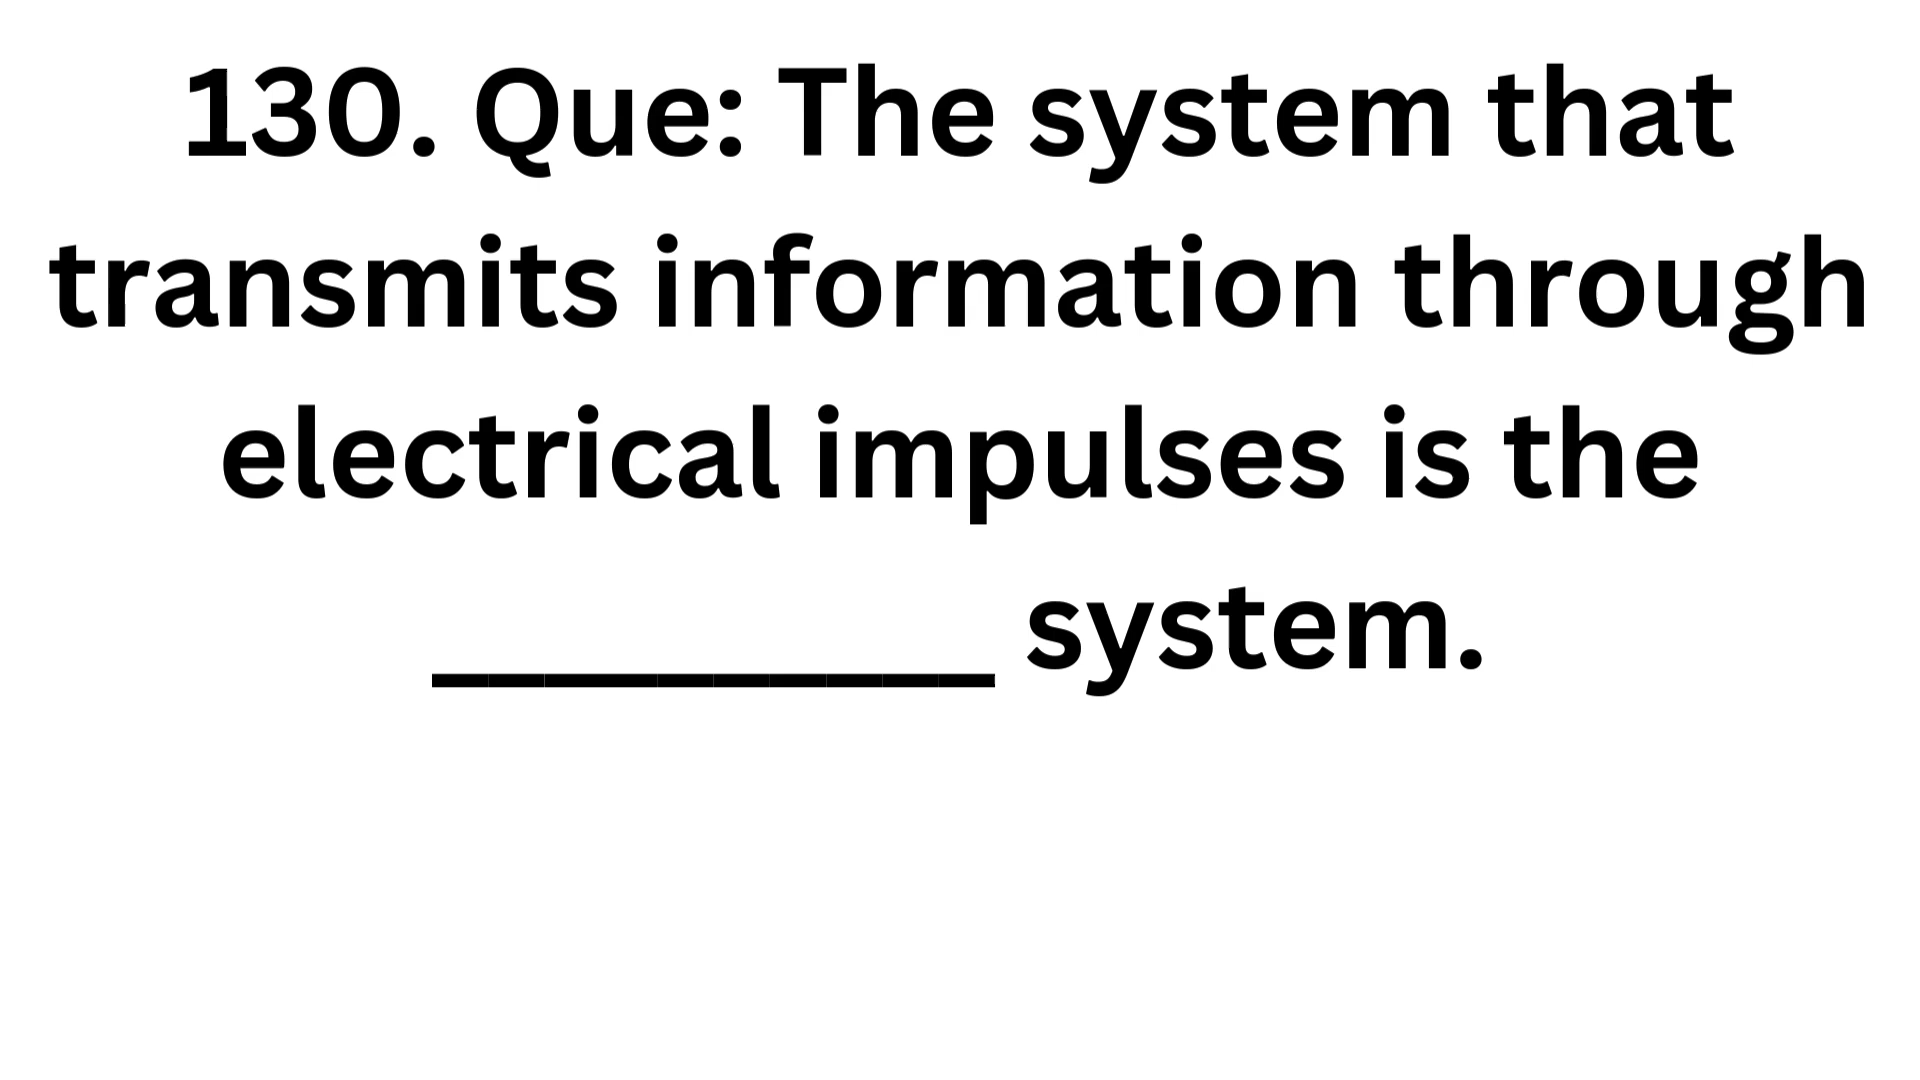 130. Que: The system that
transmits information through
electrical impulses is the
__________ system.